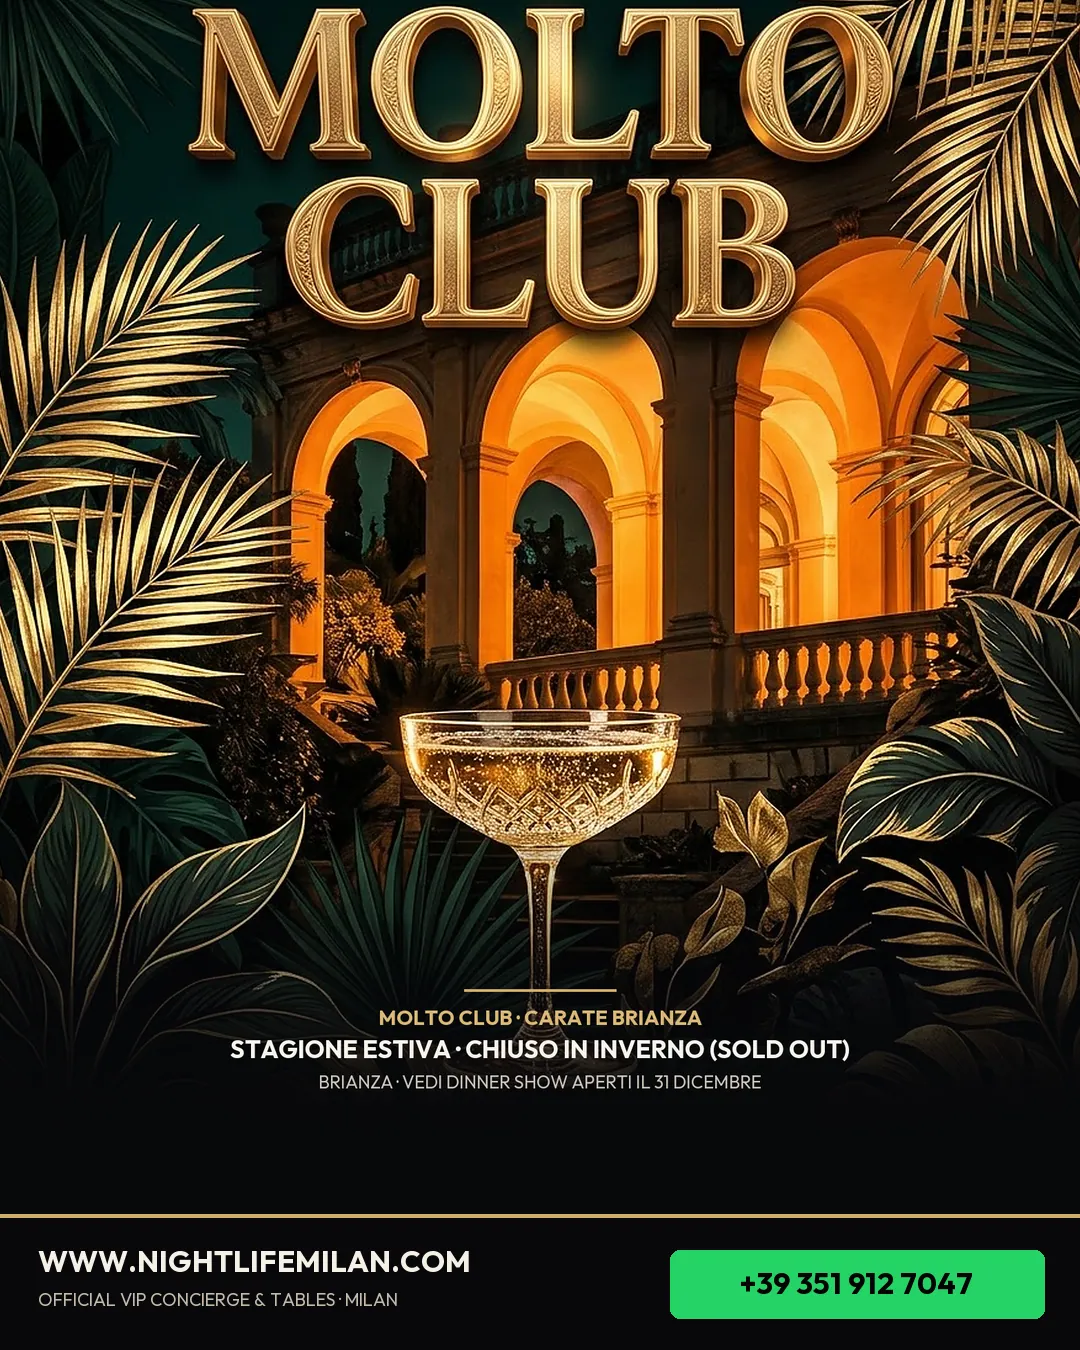 MOLTO
CLUB
MOLTO CLUB · CARATE BRIANZA
STAGIONE ESTIVA · CHIUSO IN INVERNO (SOLD OUT)
BRIANZA · VEDI DINNER SHOW APERTI IL 31 DICEMBRE
WWW.NIGHTLIFEMILAN.COM
OFFICIAL VIP CONCIERGE & TABLES · MILAN
+39 351 912 7047